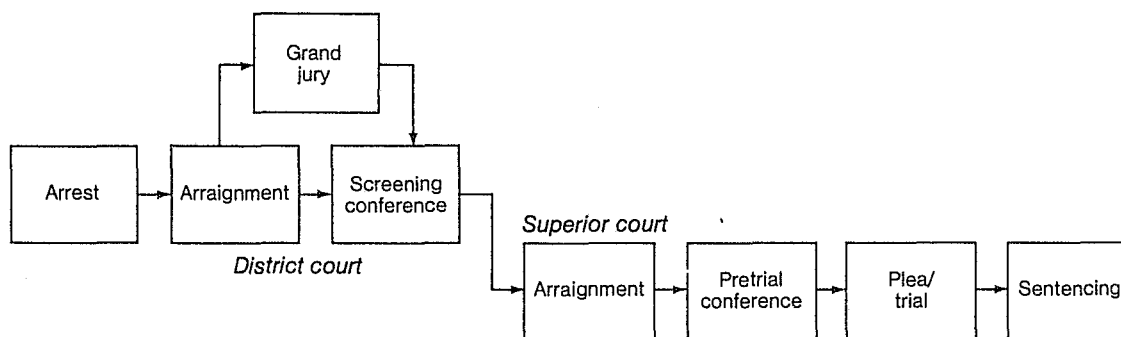 Grand
jury
Arrest
Arraignment
Screening
conference
District court
Superior court
Arraignment
Pretrial
conference
Plea/
trial
Sentencing